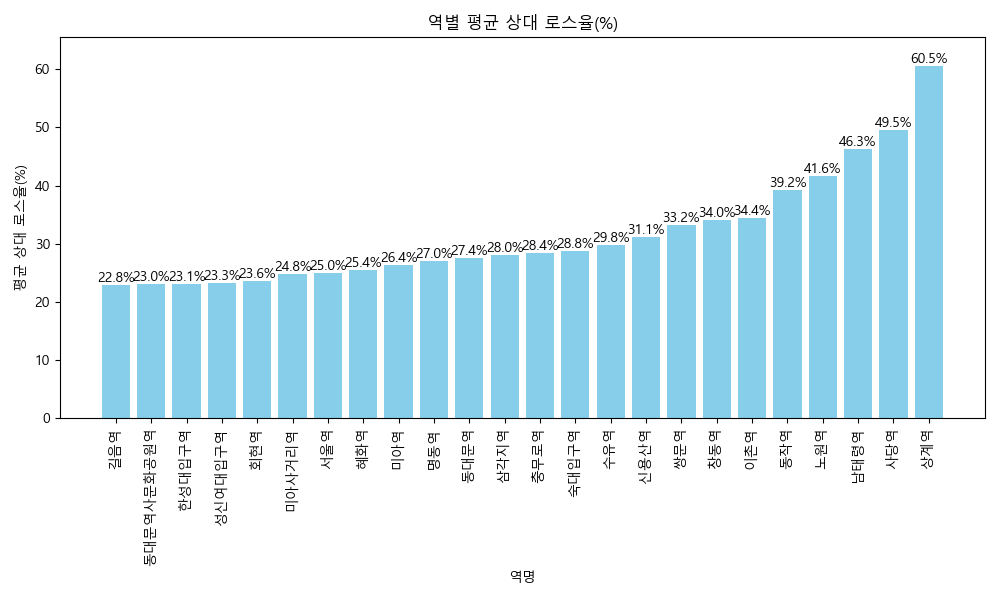 역별 평균 상대 로스율(%)
평균 상대 로스율(%)
60
50
40
30
20
10
0
22.8%
23.0%
23.1%
23.3%
23.6%
24.8%
25.0%
25.4%
26.4%
27.0%
27.4%
28.0%
28.4%
28.8%
29.8%
31.1%
33.2%
34.0%
34.4%
39.2%
41.6%
46.3%
49.5%
60.5%
길음역
동대문역사문화공원역
한성대입구역
성신여대입구역
회현역
미아사거리역
서울역
혜화역
미아역
명동역
동대문역
삼각지역
충무로역
숙대입구역
수유역
신용산역
쌍문역
창동역
이촌역
동작역
노원역
남태령역
사당역
상계역
역명